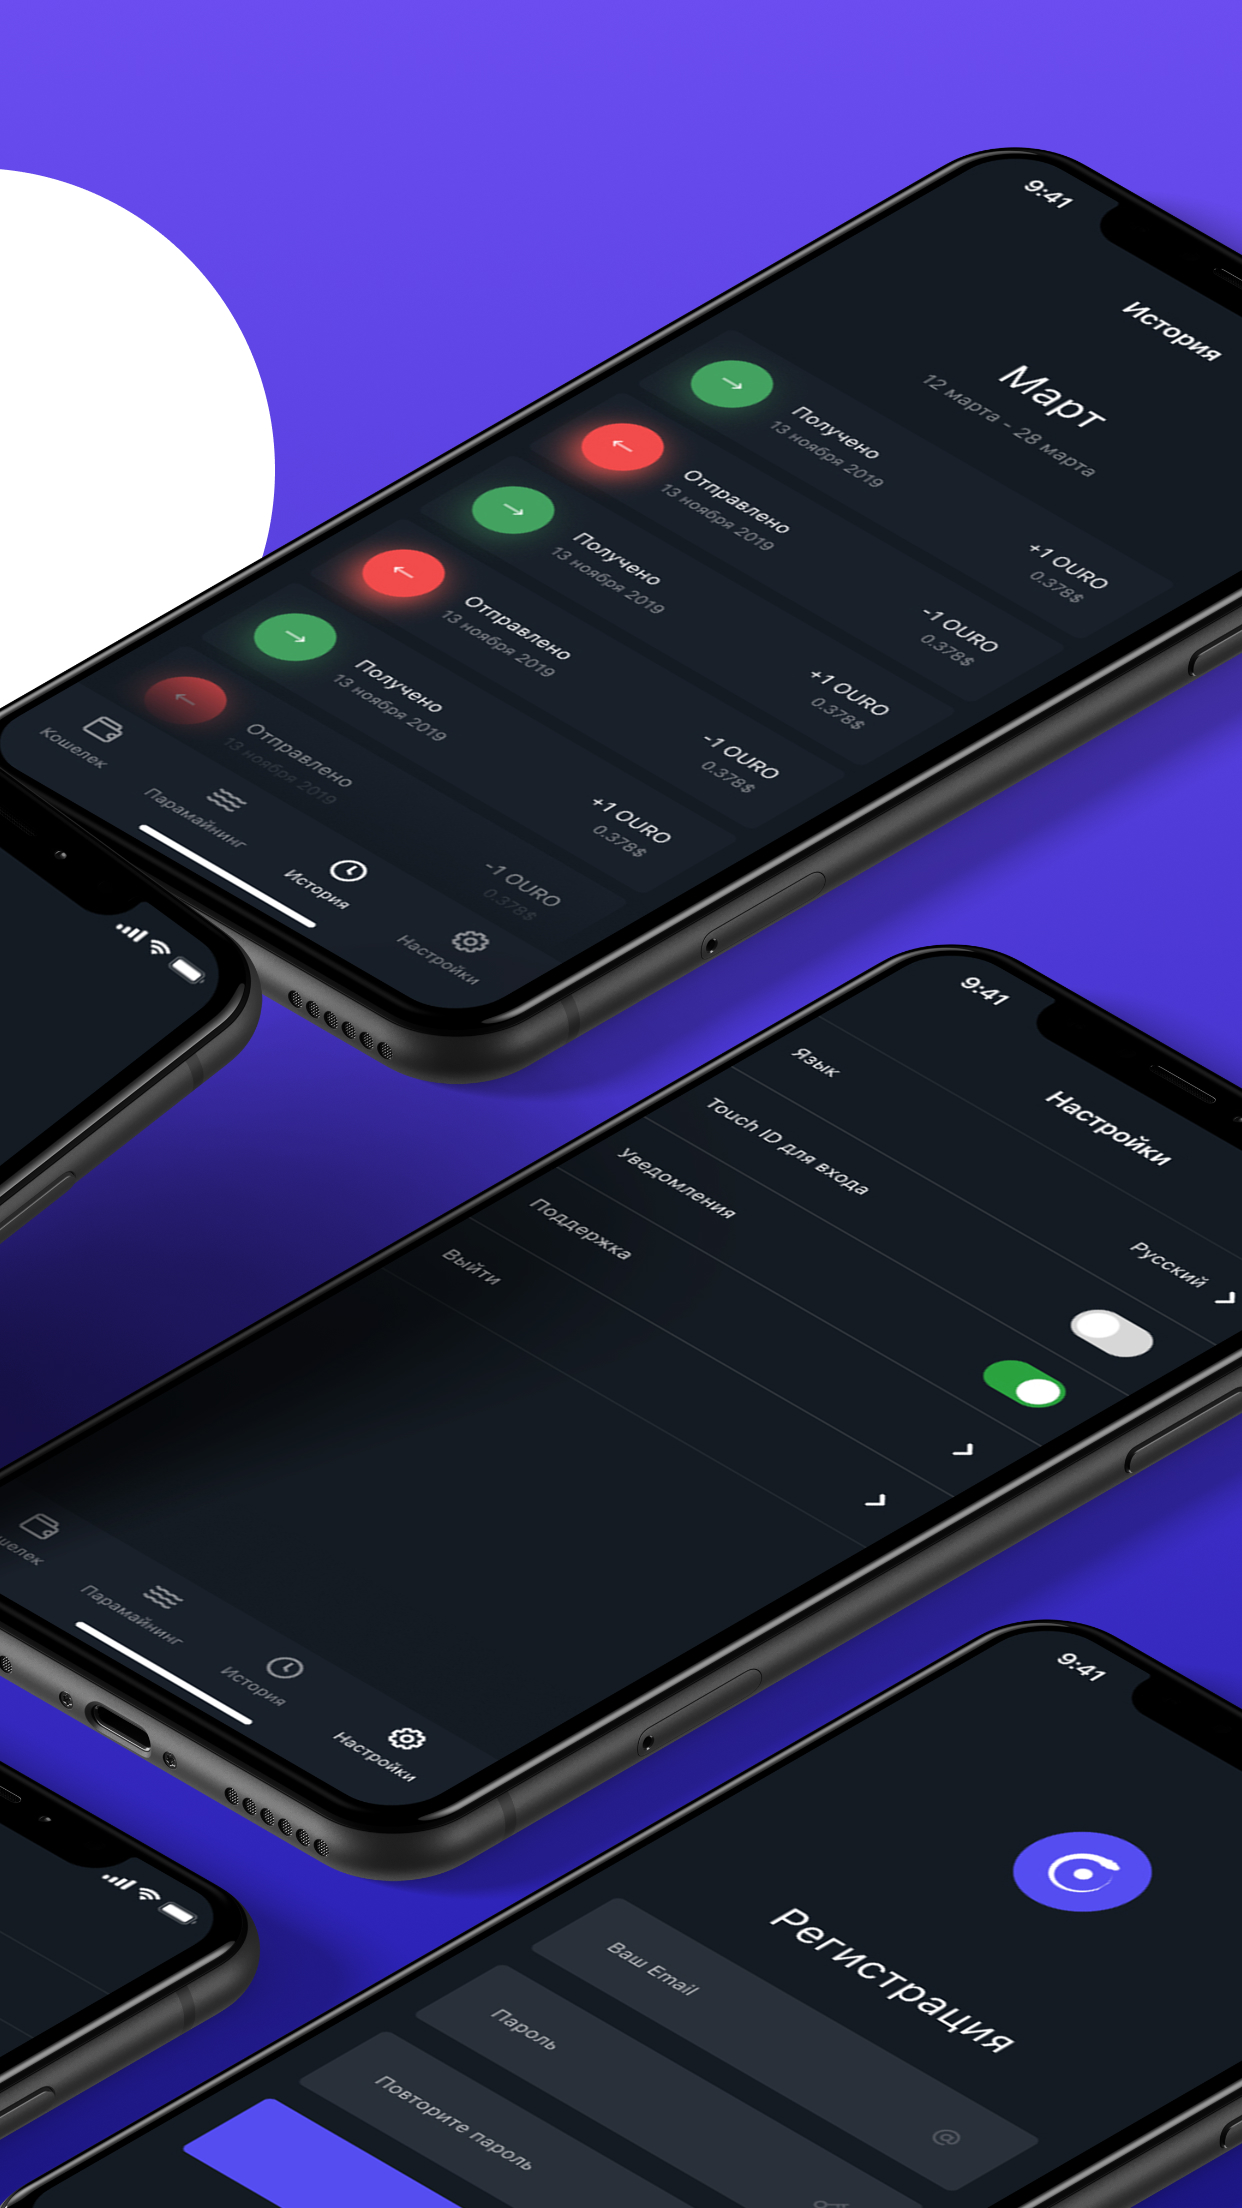 9:41
История
Март
12 марта - 28 марта
Получено
13 ноября 2019
+1 OURO
0.378$
Отправлено
13 ноября 2019
-1 OURO
0.378$
Получено
13 ноября 2019
+1 OURO
0.378$
Отправлено
13 ноября 2019
-1 OURO
0.378$
Получено
13 ноября 2019
+1 OURO
0.378$
Отправлено
13 ноября 2019
-1 OURO
0.378$
Кошелек
Парамайнинг
История
Настройки
9:41
Настройки
Язык
Русский
Touch ID для входа
Уведомления
Поддержка
Выйти
шелек
Парамайнинг
История
Настройки
9:41
Регистрация
Ваш Email
@
Пароль
Повторите пароль